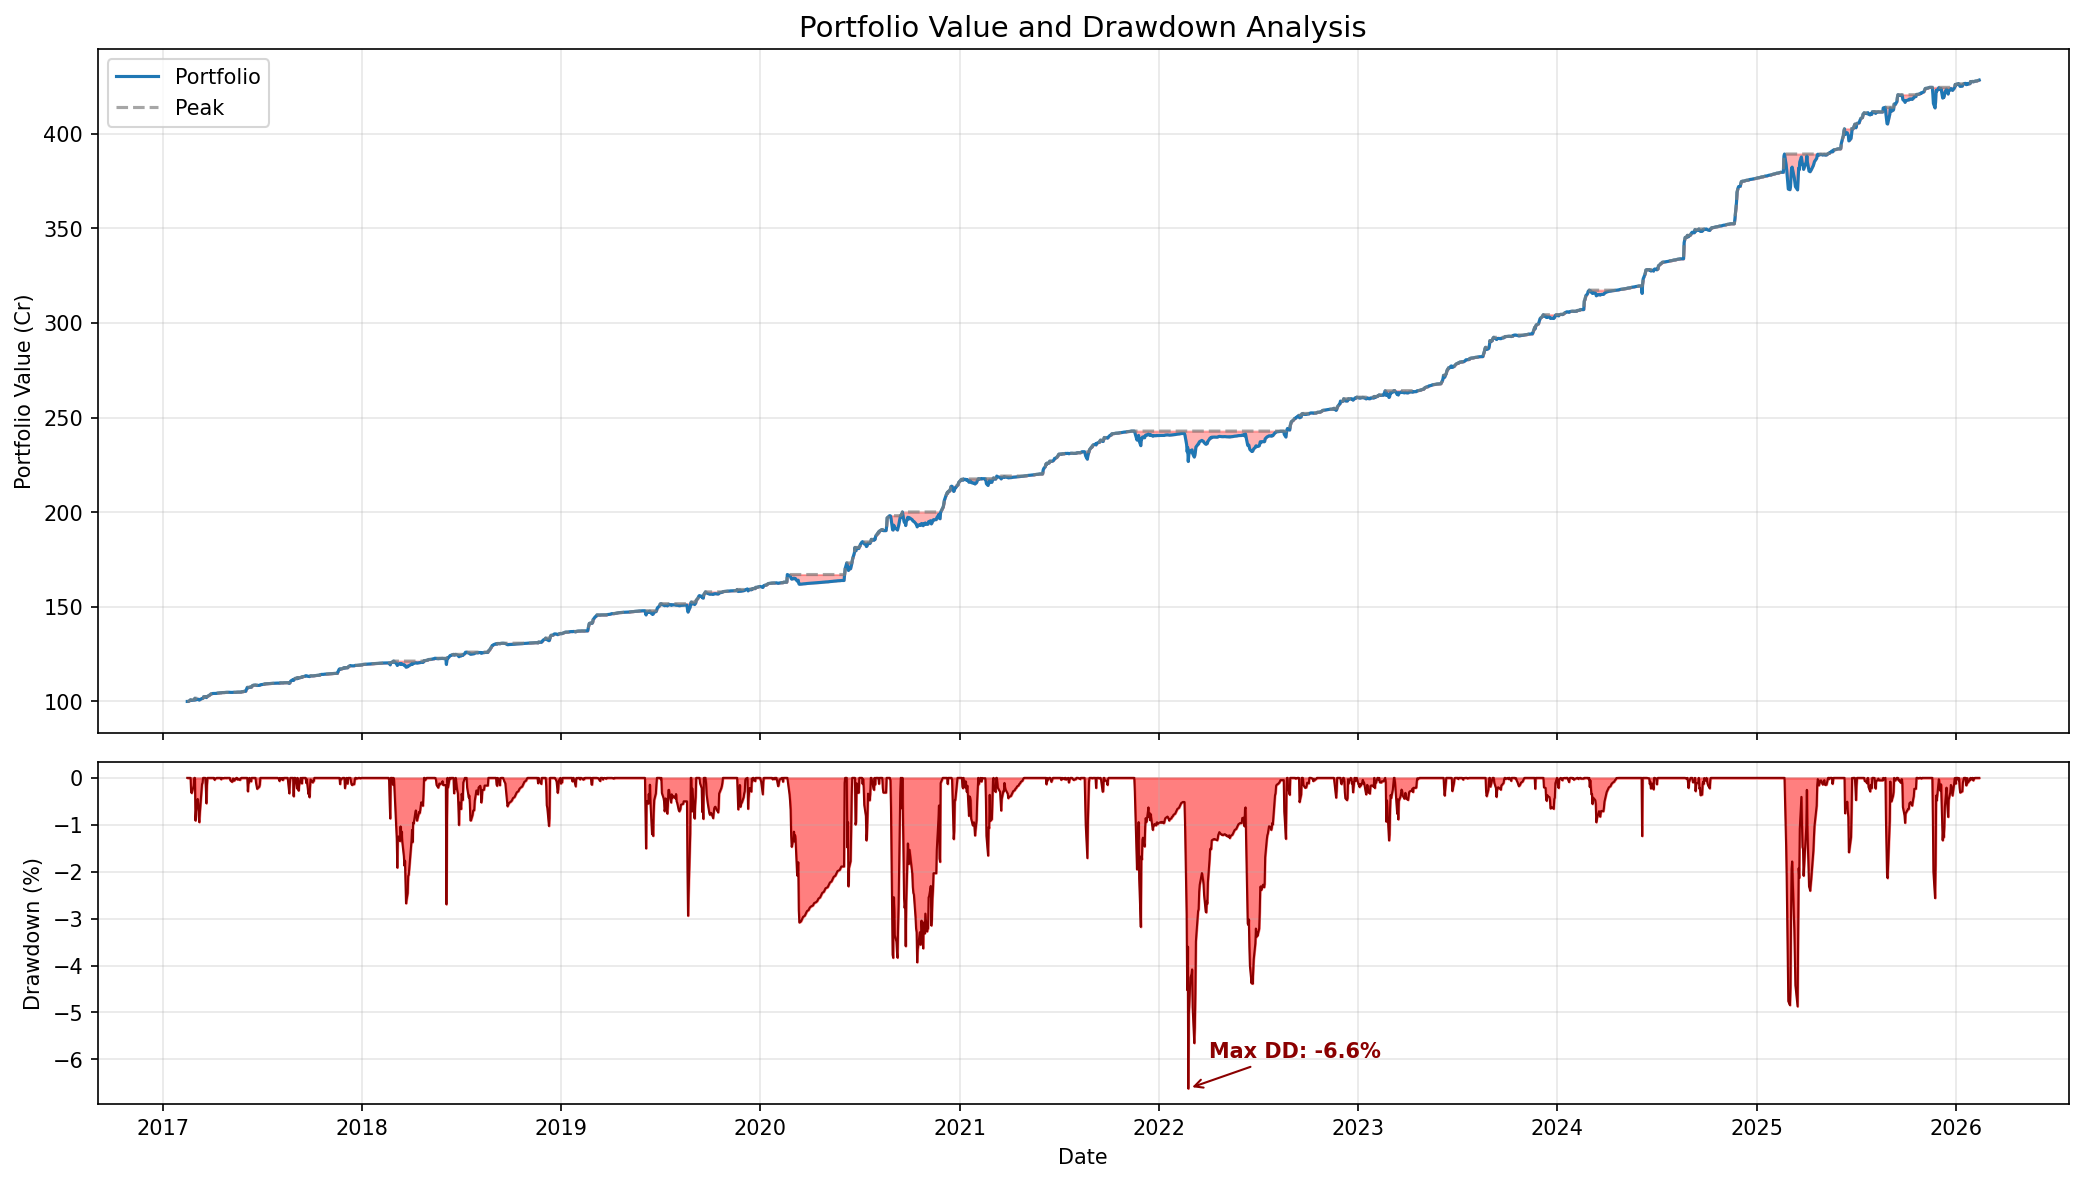 Portfolio Value and Drawdown Analysis
Portfolio
Peak
Portfolio Value (Cr)
400
350
300
250
200
150
100
Drawdown (%)
0
−1
−2
−3
−4
−5
−6
Max DD: -6.6%
2017 2018 2019 2020 2021 2022 2023 2024 2025 2026
Date